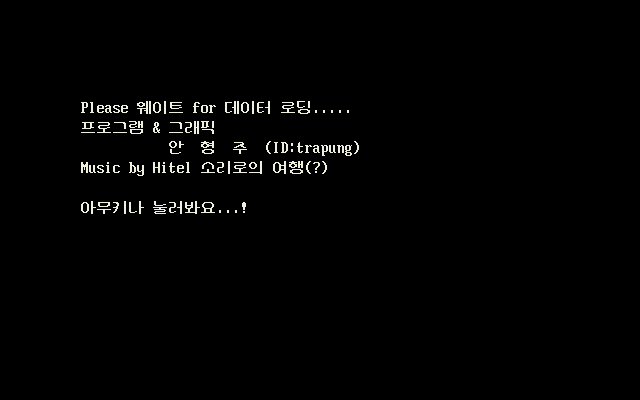 Please 웨이트 for 데이터 로딩.....
프로그램 & 그래픽
안 형 주 (ID:trapung)
Music by Hitel 소리로의 여행(?)
아무키나 눌러봐요...!